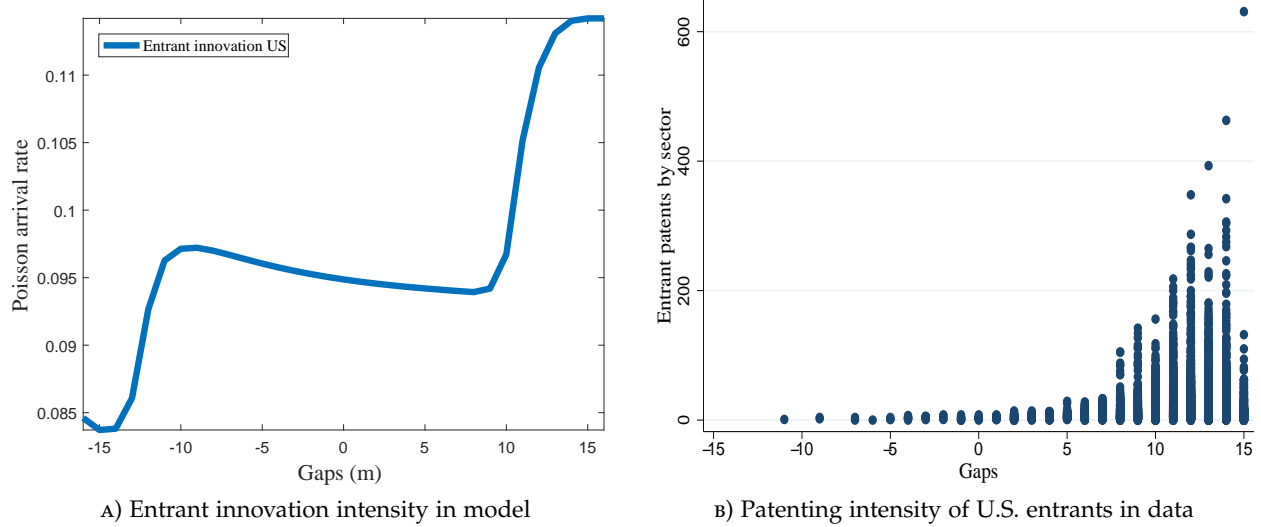 Entrant innovation US
Poisson arrival rate
0.11
0.105
0.1
0.095
0.09
0.085
-15 -10 -5 0 5 10 15
Gaps (m)
A) Entrant innovation intensity in model
Entrant patents by sector
600
400
200
0
-15 -10 -5 0 5 10 15
Gaps
B) Patenting intensity of U.S. entrants in data